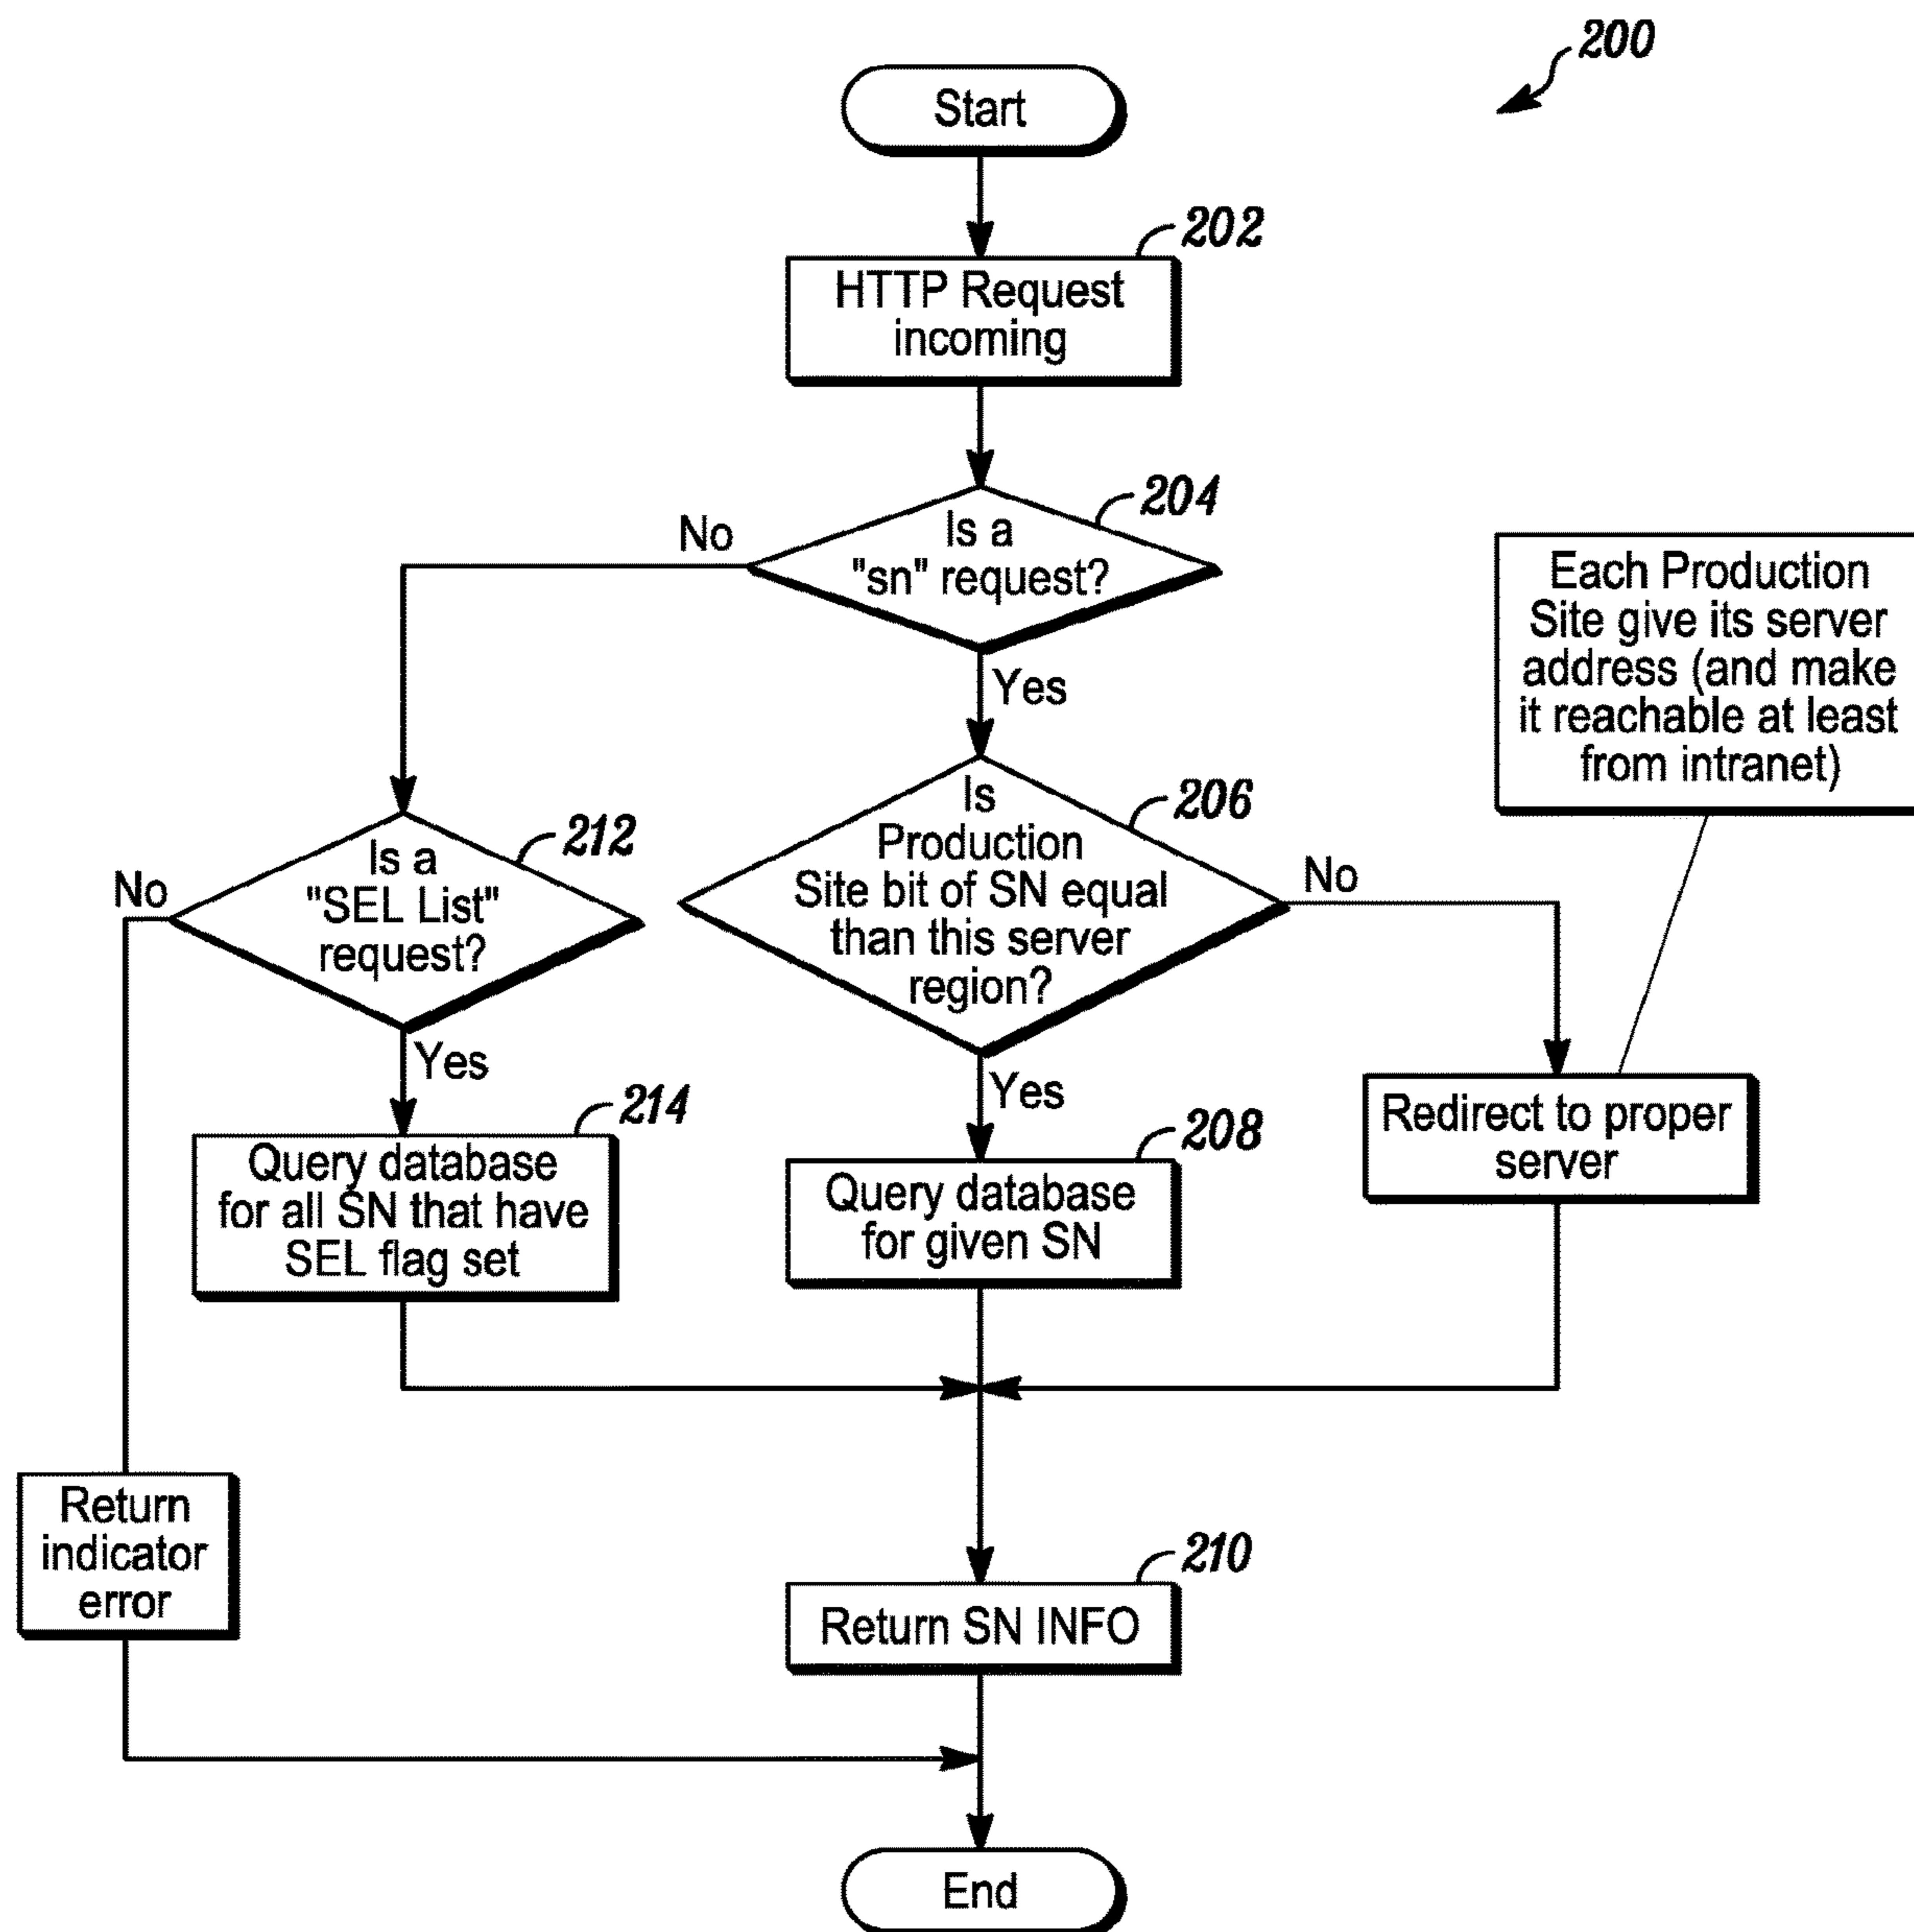 200
Start
202
HTTP Request
incoming
204
Is a
"sn" request?
No
Yes
Each Production
Site give its server
address (and make
it reachable at least
from intranet)
206
Is
Production
Site bit of SN equal
than this server
region?
No
Yes
212
Is a
"SEL List"
request?
No
Yes
214
Query database
for all SN that have
SEL flag set
208
Query database
for given SN
Redirect to proper
server
Return
indicator
error
210
Return SN INFO
End